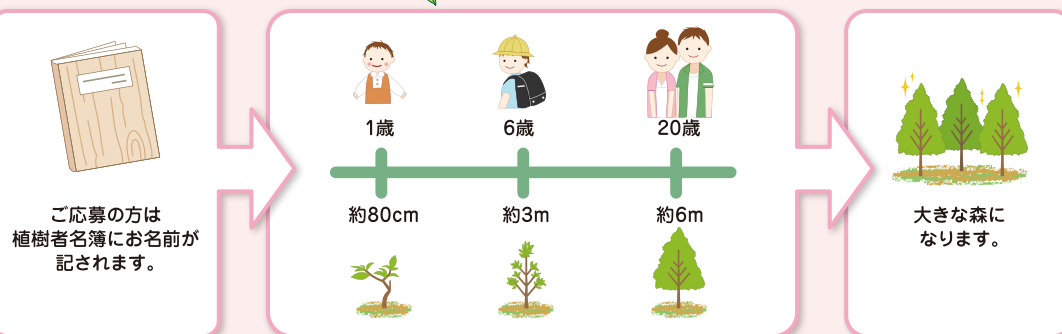 ご応募の方は
植樹者名簿にお名前が
記されます。
1歳
6歳
20歳
約80cm
約3m
約6m
大きな森に
なります。